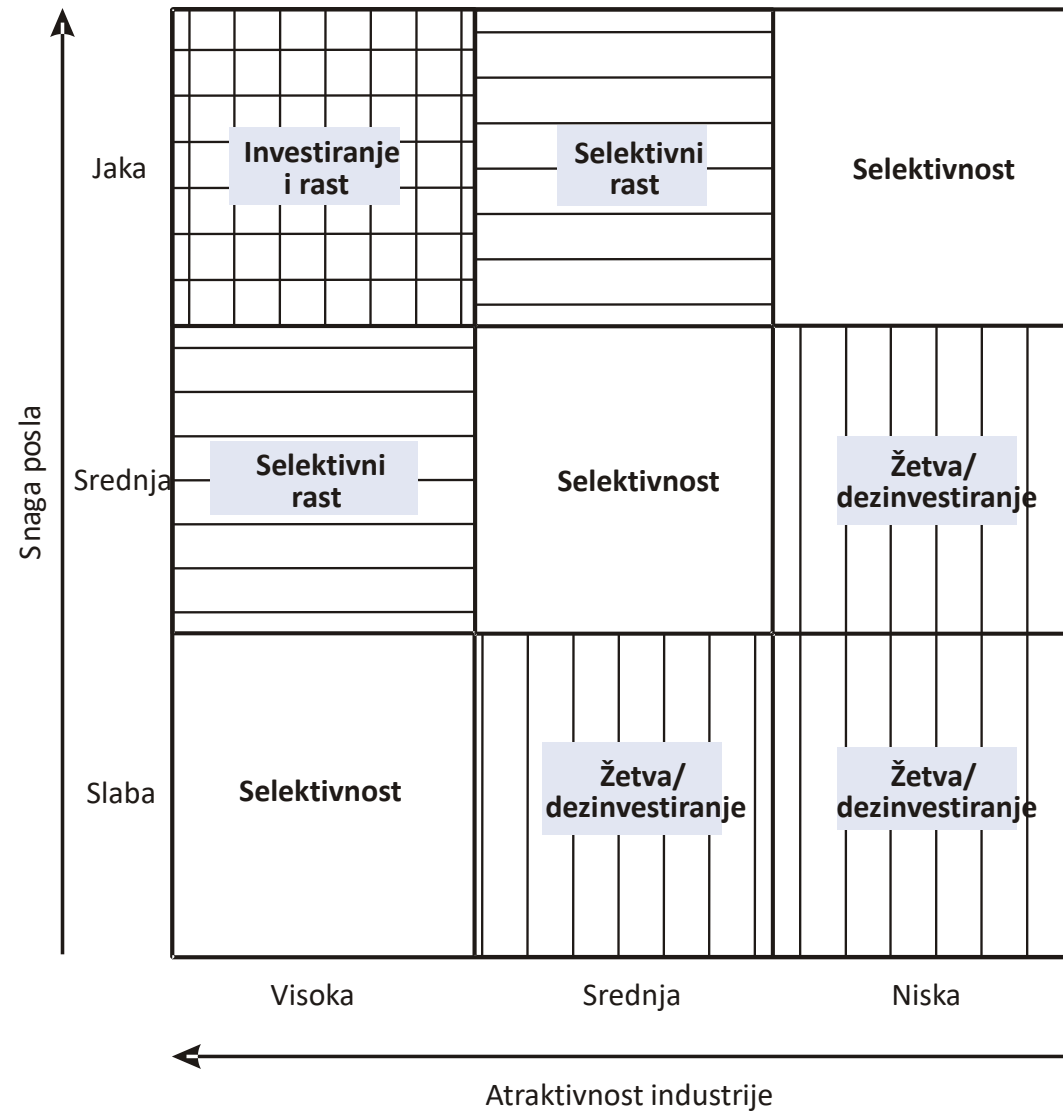 Snaga posla
Jaka
Investiranje
i rast
Selektivni
rast
Selektivnost
Srednja
Selektivni
rast
Selektivnost
Žetva/
dezinvestiranje
Slaba
Selektivnost
Žetva/
dezinvestiranje
Žetva/
dezinvestiranje
Visoka
Srednja
Niska
Atraktivnost industrije